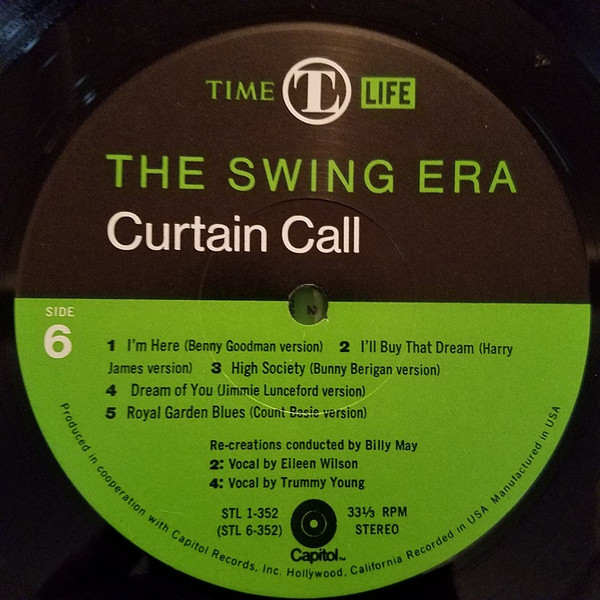 TIME TL LIFE
THE SWING ERA
Curtain Call
SIDE
6
1 I'm Here (Benny Goodman version) 2 I'll Buy That Dream (Harry
James version) 3 High Society (Bunny Berigan version)
4 Dream of You (Jimmie Lunceford version)
5 Royal Garden Blues (Count Basie version)
Re-creations conducted by Billy May
2: Vocal by Eileen Wilson
4: Vocal by Trummy Young
STL 1-352
(STL 6-352)
33⅓ RPM
STEREO
Capitol™
Produced in cooperation with Capitol Records, Inc. Hollywood, California Recorded in USA Manufactured in USA